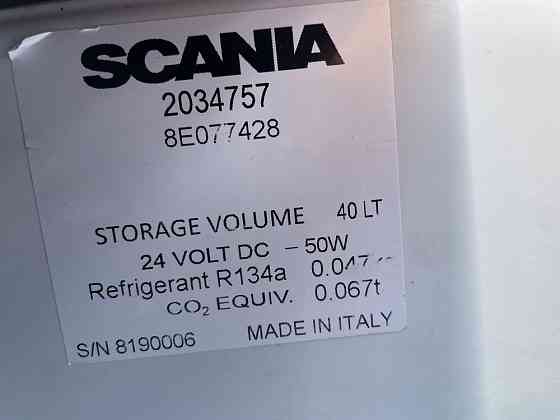 SCANIA
2034757
8E077428
STORAGE VOLUME 40 LT
24 VOLT DC – 50W
Refrigerant R134a
CO₂ EQUIV. 0.067t
S/N 8190006 MADE IN ITALY